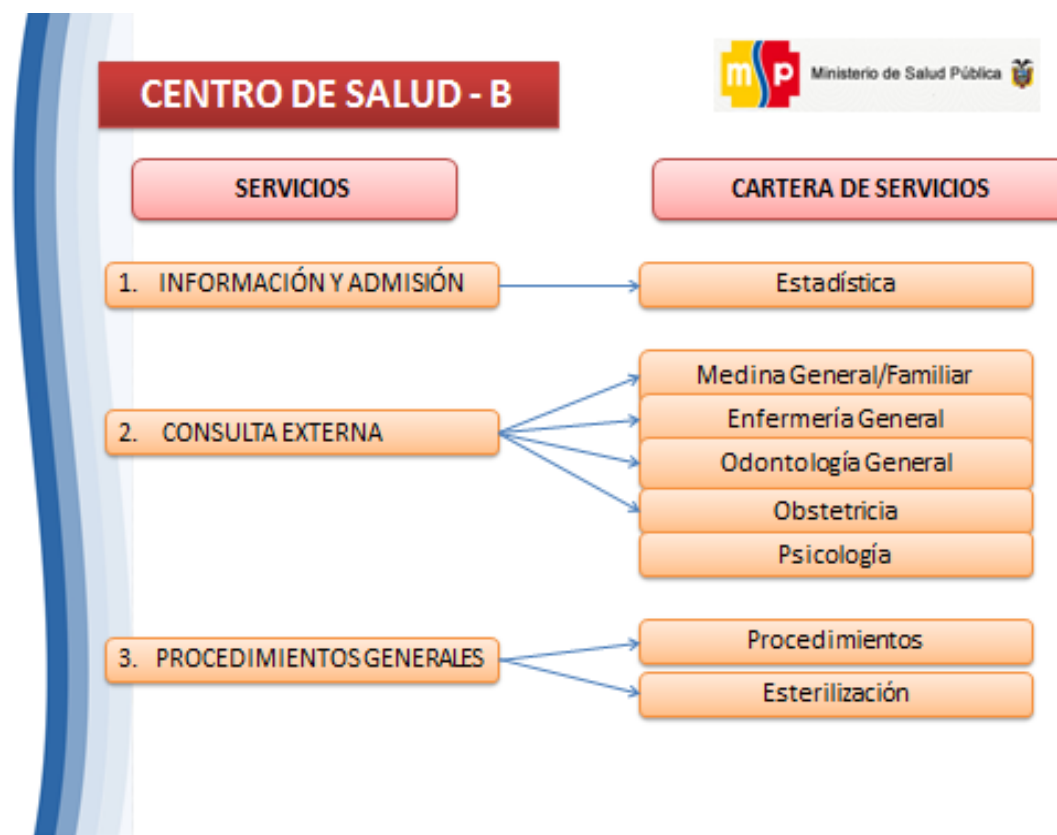 CENTRO DE SALUD - B
msp Ministerio de Salud Pública
SERVICIOS
CARTERA DE SERVICIOS
1. INFORMACIÓN Y ADMISIÓN
Estadística
2. CONSULTA EXTERNA
Medina General/Familiar
Enfermería General
Odontología General
Obstetricia
Psicología
3. PROCEDIMIENTOS GENERALES
Procedimientos
Esterilización